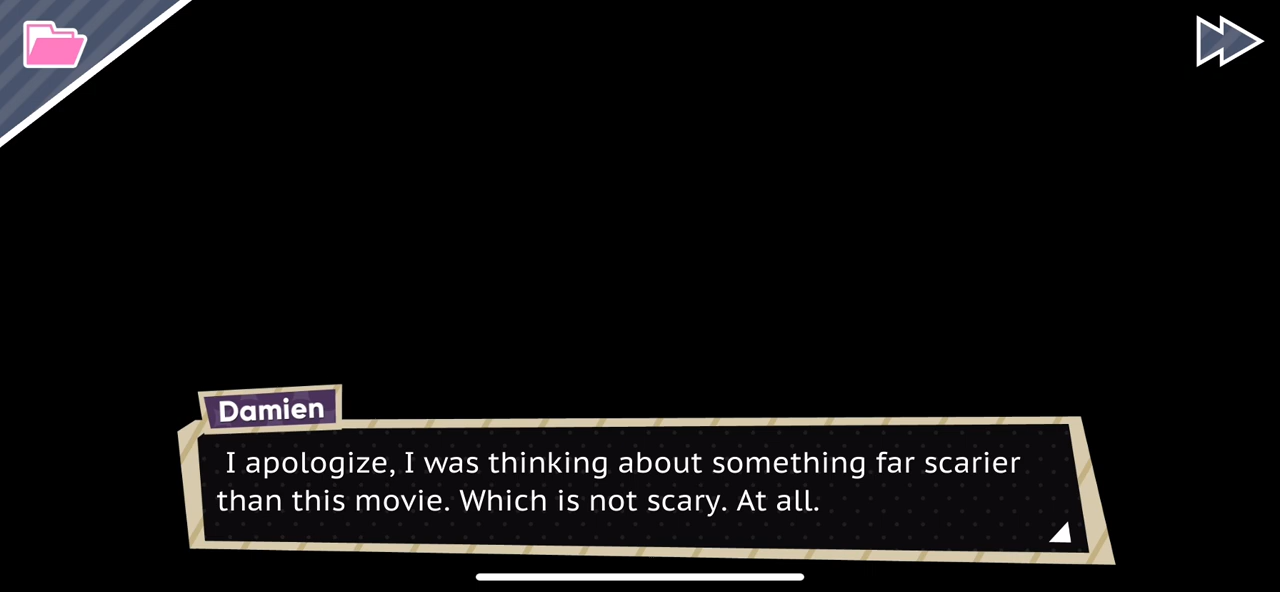 Damien
I apologize, I was thinking about something far scarier
than this movie. Which is not scary. At all.